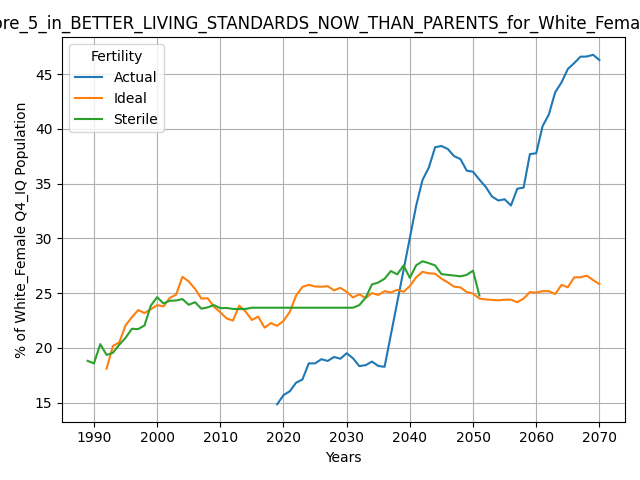 ore_5_in_BETTER_LIVING_STANDARDS_NOW_THAN_PARENTS_for_White_Fema
Fertility
Actual
Ideal
Sterile
% of White_Female Q4_IQ Population
45
40
35
30
25
20
15
1990 2000 2010 2020 2030 2040 2050 2060 2070
Years